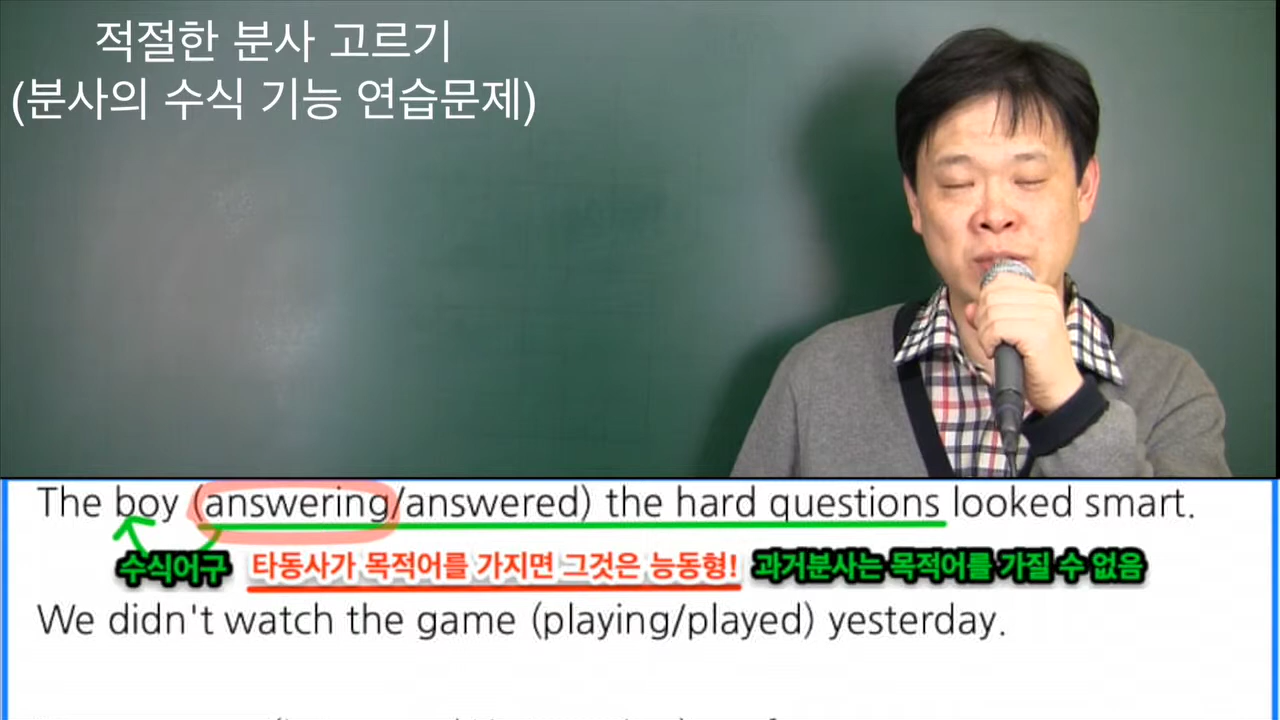 적절한 분사 고르기
(분사의 수식 기능 연습문제)
The boy (answering/answered) the hard questions looked smart.
수식어구 타동사가 목적어를 가지면 그것은 능동형! 과거분사는 목적어를 가질 수 없음
We didn't watch the game (playing/played) yesterday.